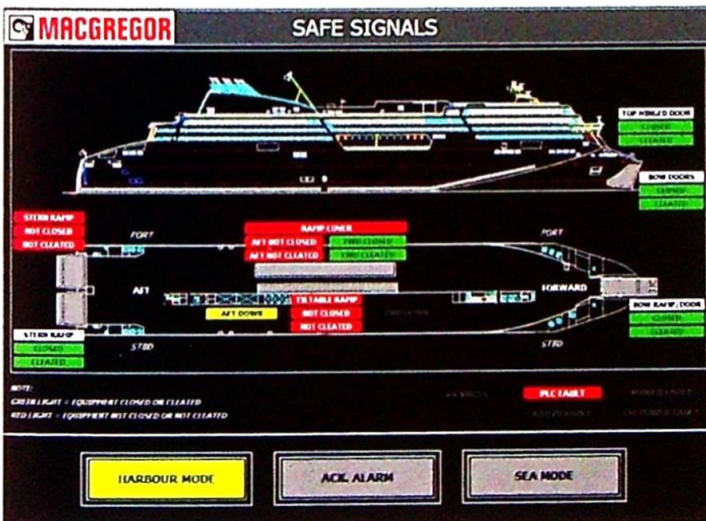 MACGREGOR
SAFE SIGNALS
TOP HINGED DOOR
CLOSED
CLEATED
BOW DOORS
CLOSED
CLEATED
STERN RAMP
NOT CLOSED
NOT CLEATED
PORT
RAMP COVER
AFT NOT CLOSED
FWD CLOSED
AFT NOT CLEATED
FWD CLEATED
PORT
AFT
FORWARD
TILTABLE RAMP
AFT DOWN
NOT CLOSED
NOT CLEATED
BOW RAMP/DOOR
CLOSED
CLEATED
STERN RAMP
CLOSED
CLEATED
STBD
STBD
NOTE:
GREEN LIGHT = EQUIPMENT CLOSED OR CLEATED
RED LIGHT = EQUIPMENT NOT CLOSED OR NOT CLEATED
PLC FAULT
HARBOUR MODE
ACK. ALARM
SEA MODE